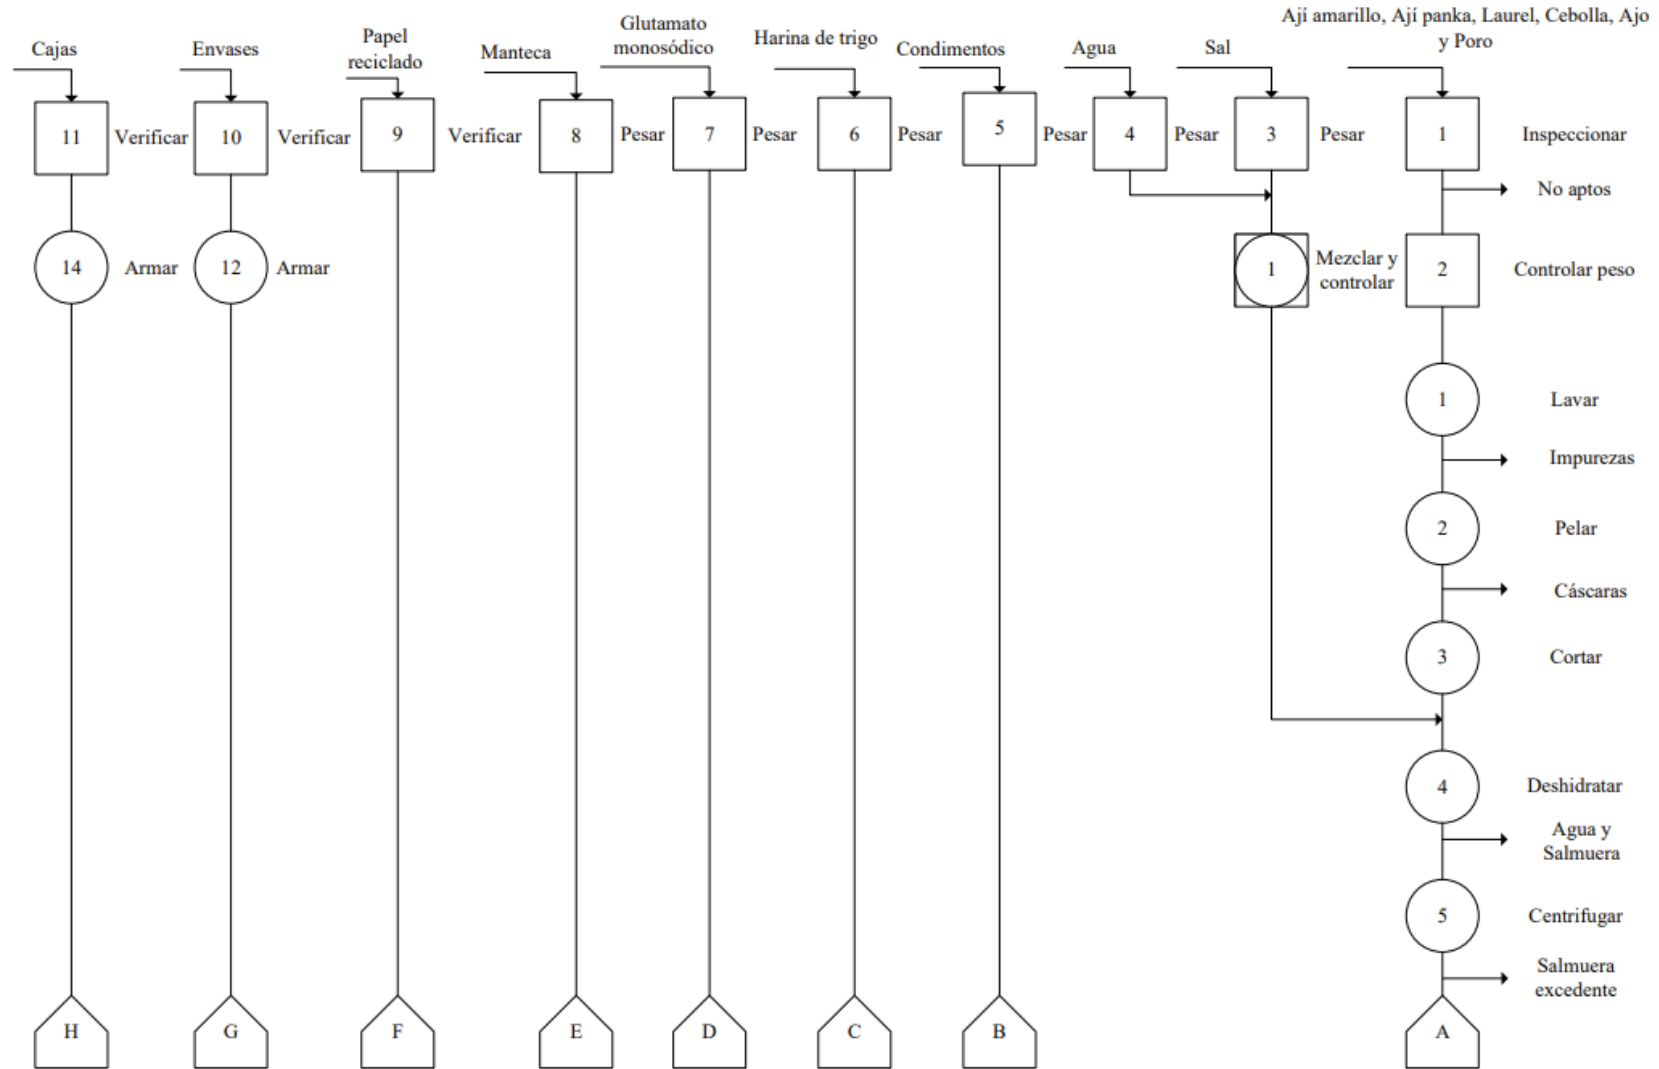 Ají amarillo, Ají panka, Laurel, Cebolla, Ajo
y Poro
Cajas
Envases
Papel
reciclado
Manteca
Glutamato
monosódico
Harina de trigo
Condimentos
Agua
Sal
11
Verificar
10
Verificar
9
Verificar
8
Pesar
7
Pesar
6
Pesar
5
Pesar
4
Pesar
3
Pesar
1
Inspeccionar
No aptos
14
Armar
12
Armar
1
Mezclar y
controlar
2
Controlar peso
1
Lavar
Impurezas
2
Pelar
Cáscaras
3
Cortar
4
Deshidratar
Agua y
Salmuera
5
Centrifugar
Salmuera
excedente
H
G
F
E
D
C
B
A